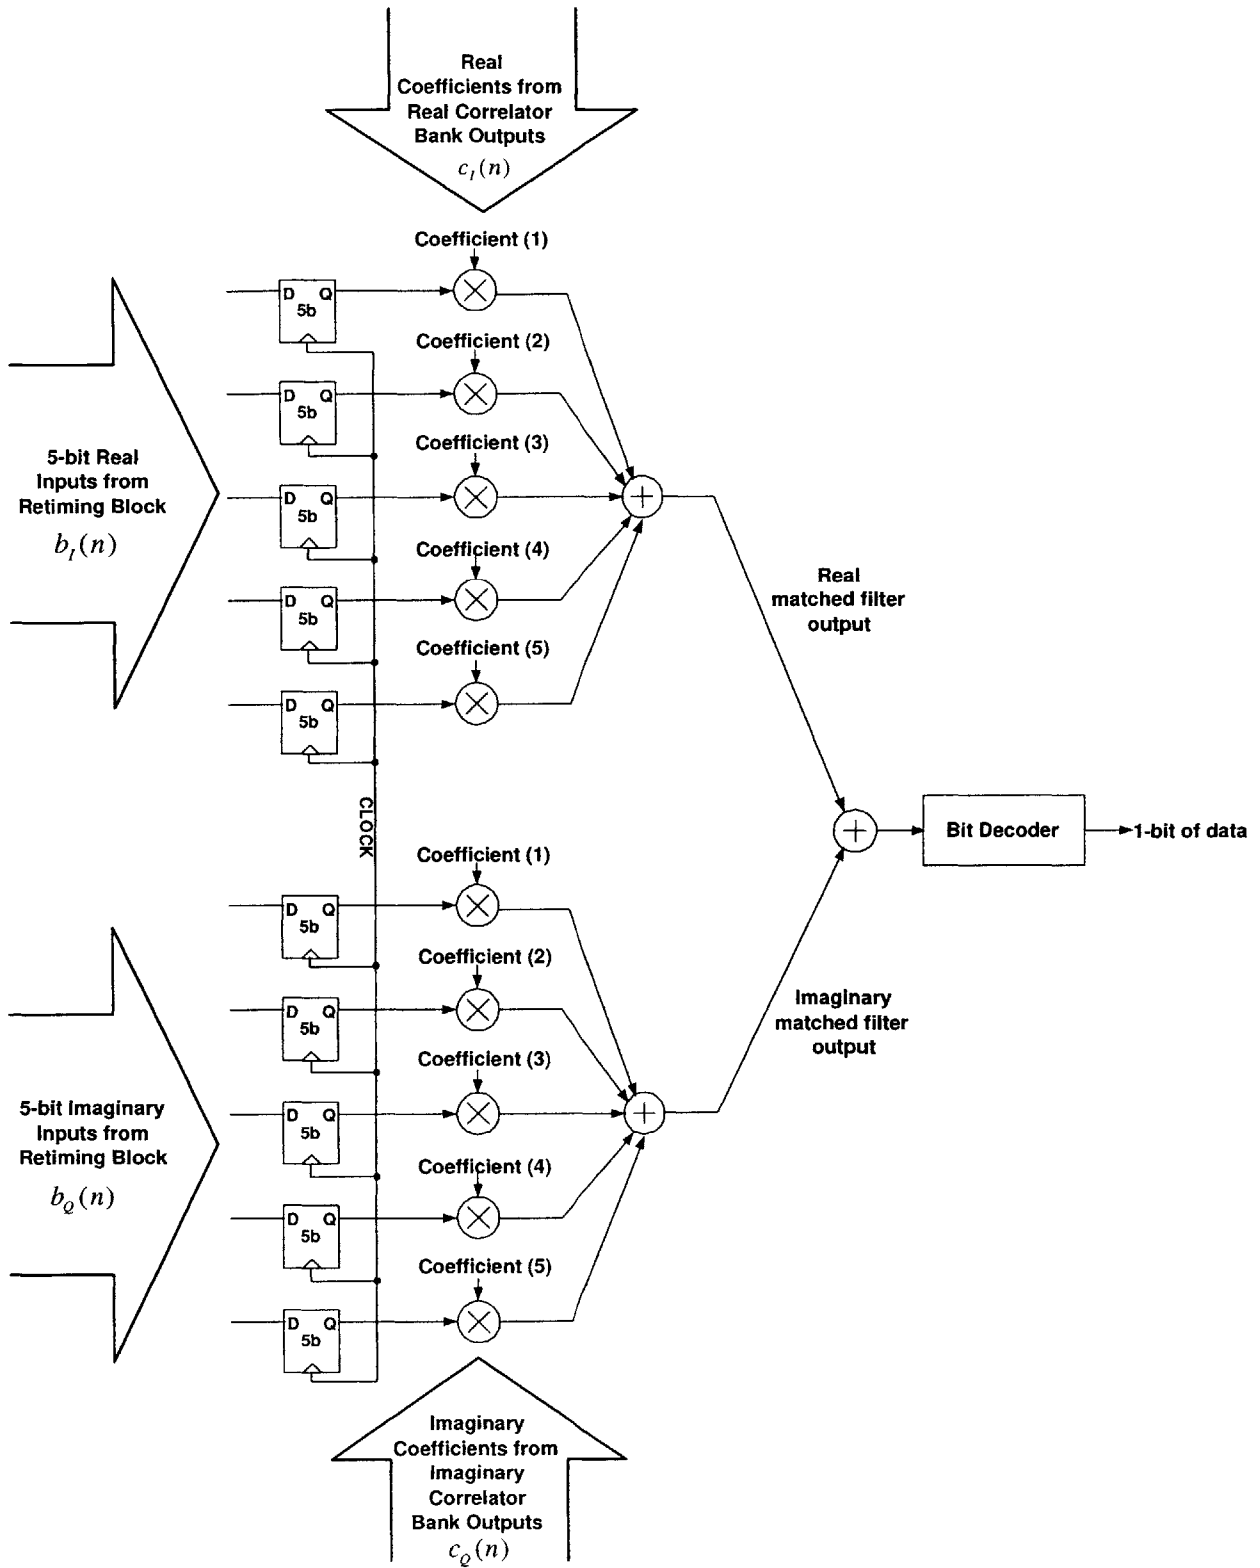 Real
Coefficients from
Real Correlator
Bank Outputs
c_I(n)
Coefficient (1)
D Q
5b
Coefficient (2)
D Q
5b
Coefficient (3)
D Q
5b
5-bit Real
Inputs from
Retiming Block
b_I(n)
Coefficient (4)
D Q
5b
Coefficient (5)
D Q
5b
Real
matched filter
output
CLOCK
Bit Decoder
1-bit of data
Coefficient (1)
D Q
5b
Coefficient (2)
D Q
5b
Imaginary
matched filter
output
Coefficient (3)
D Q
5b
5-bit Imaginary
Inputs from
Retiming Block
b_Q(n)
Coefficient (4)
D Q
5b
Coefficient (5)
D Q
5b
Imaginary
Coefficients from
Imaginary
Correlator
Bank Outputs
c_Q(n)